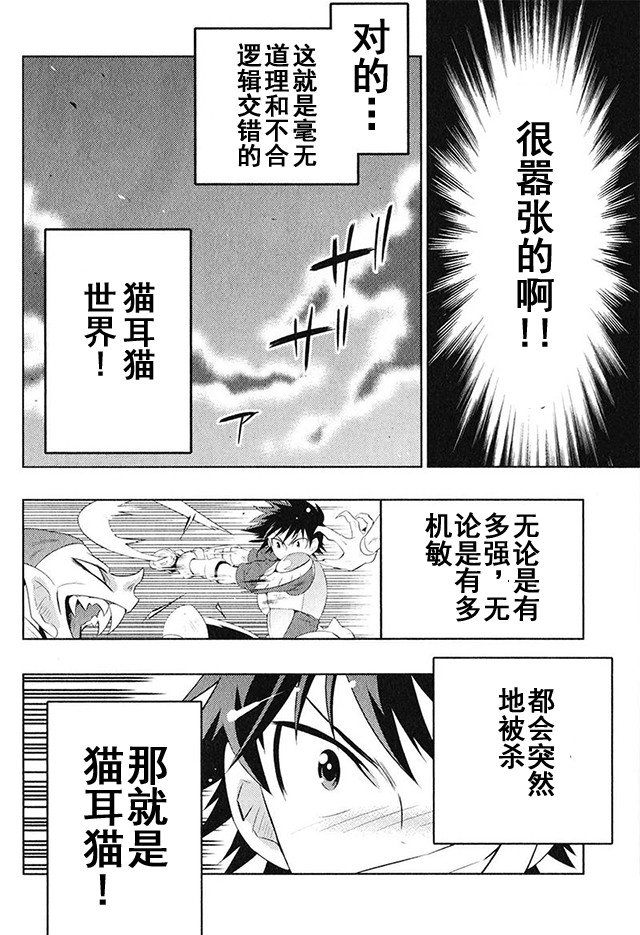 很嚣张的啊!!
对的…
这就是毫无
道理和不合
逻辑交错的
猫耳猫
世界！
无论是有
多强，无
论是有多
机敏
都会突然
地被杀
那就是
猫耳猫！